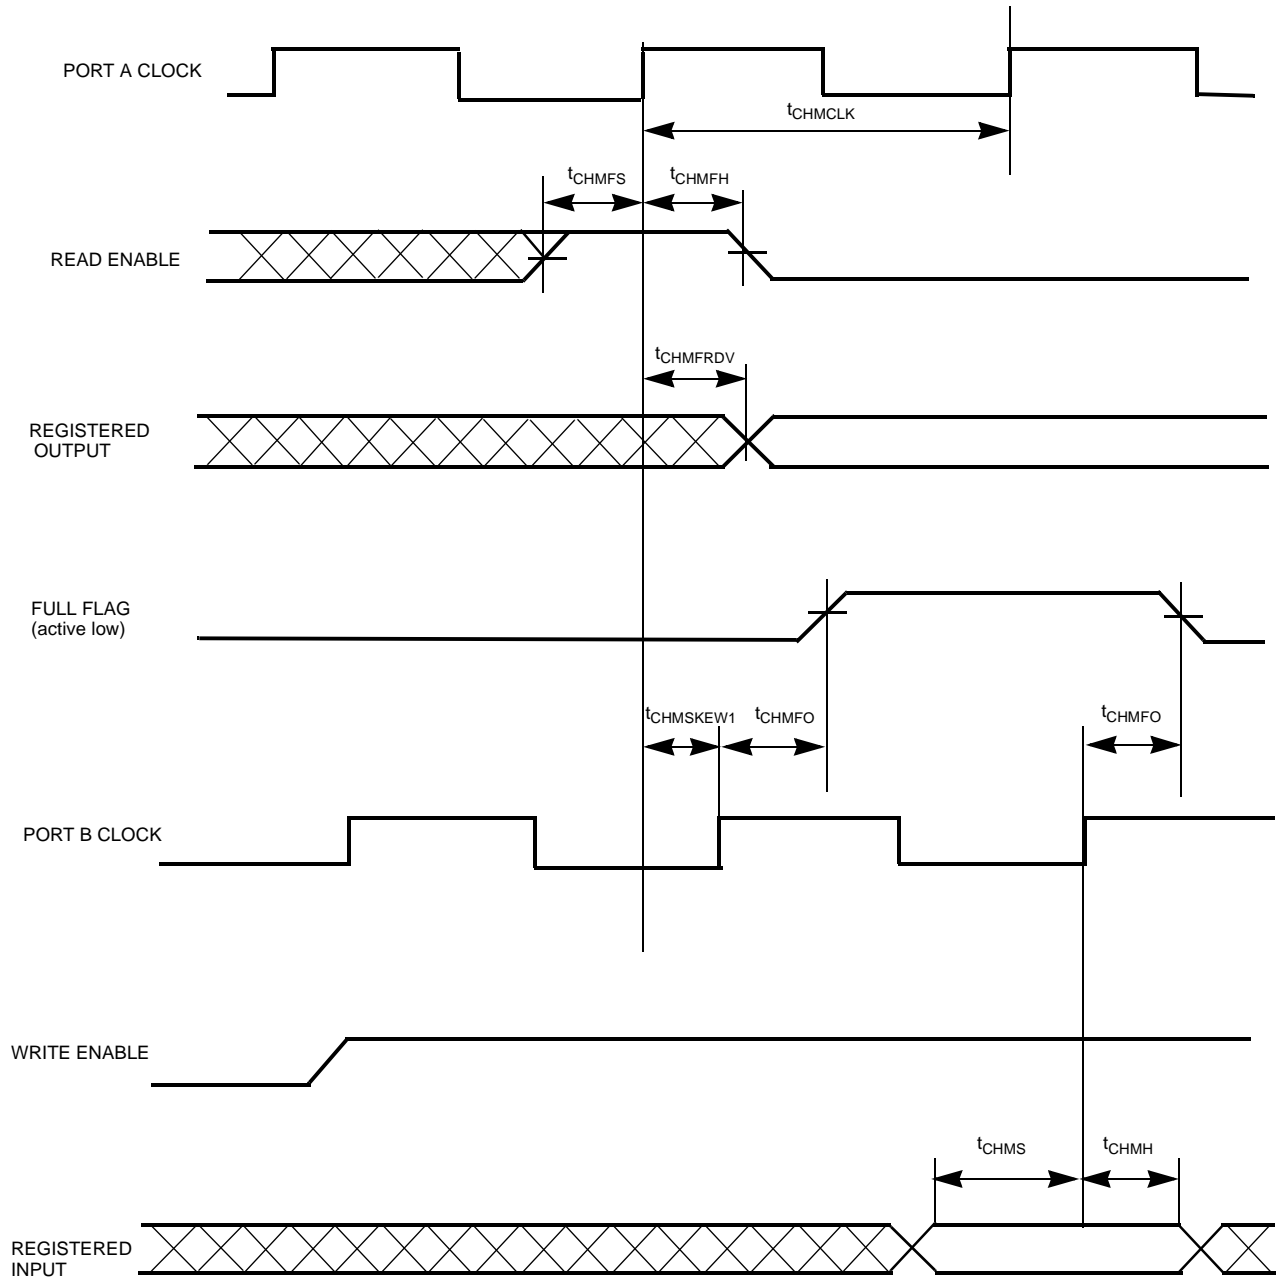 PORT A CLOCK
tCHMCLK
tCHMFS
tCHMFH
READ ENABLE
tCHMFRDV
REGISTERED
OUTPUT
FULL FLAG
(active low)
tCHMSKEW1
tCHMFO
tCHMFO
PORT B CLOCK
WRITE ENABLE
tCHMS
tCHMH
REGISTERED
INPUT